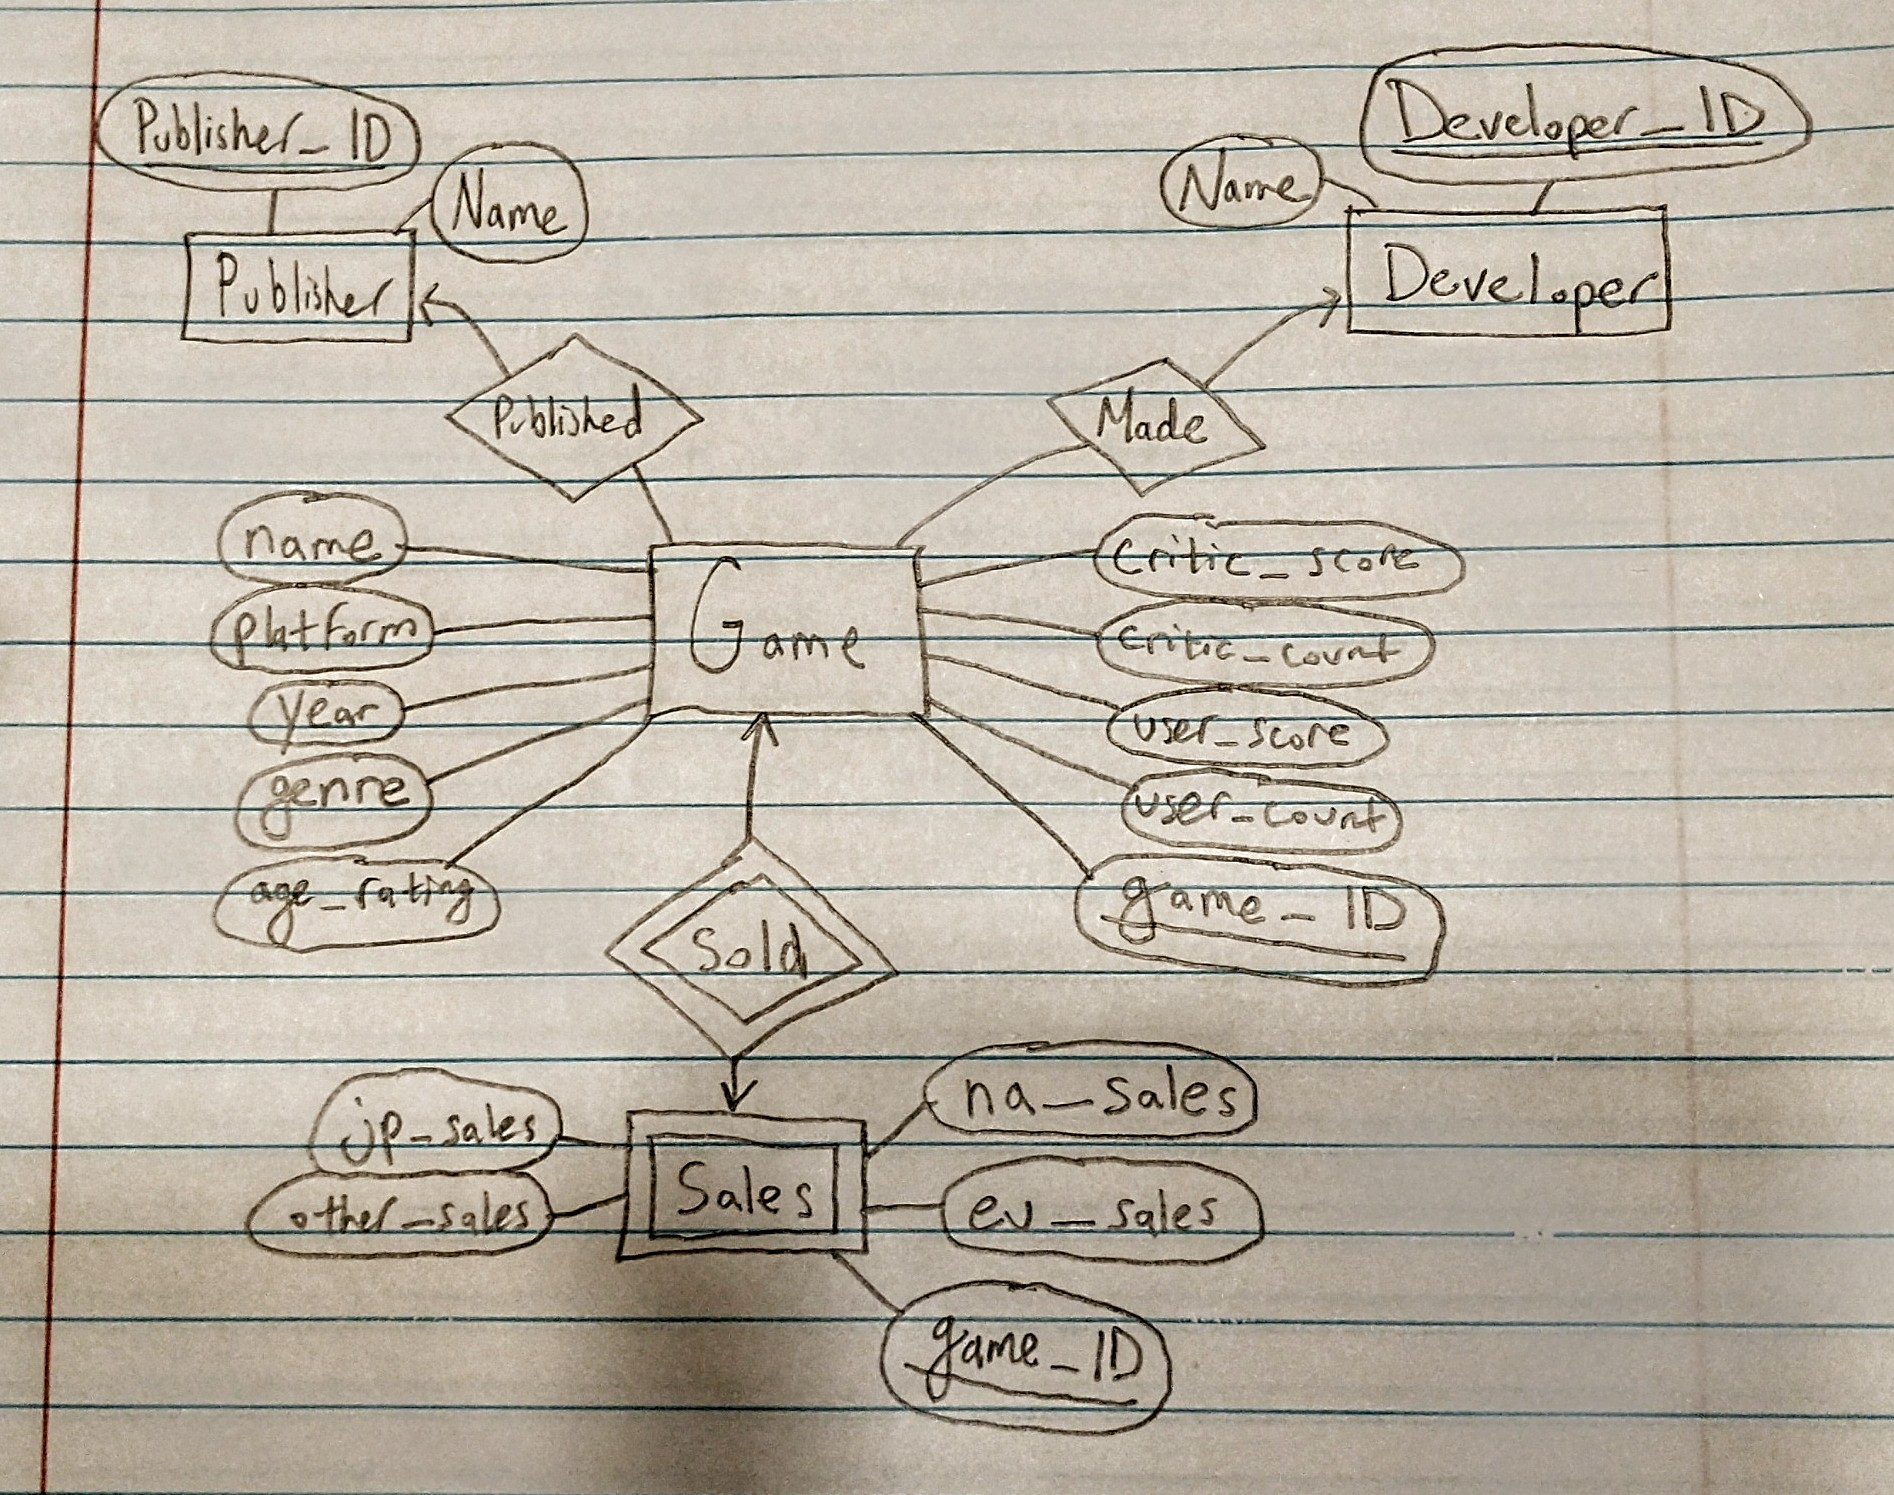 Publisher_ID
Name
Publisher
Developer_ID
Name
Developer
Published
Made
name
platform
year
genre
age_rating
Game
critic_score
critic_count
user_score
user_count
game_ID
Sold
jp_sales
other_sales
Sales
na_sales
eu_sales
game_ID